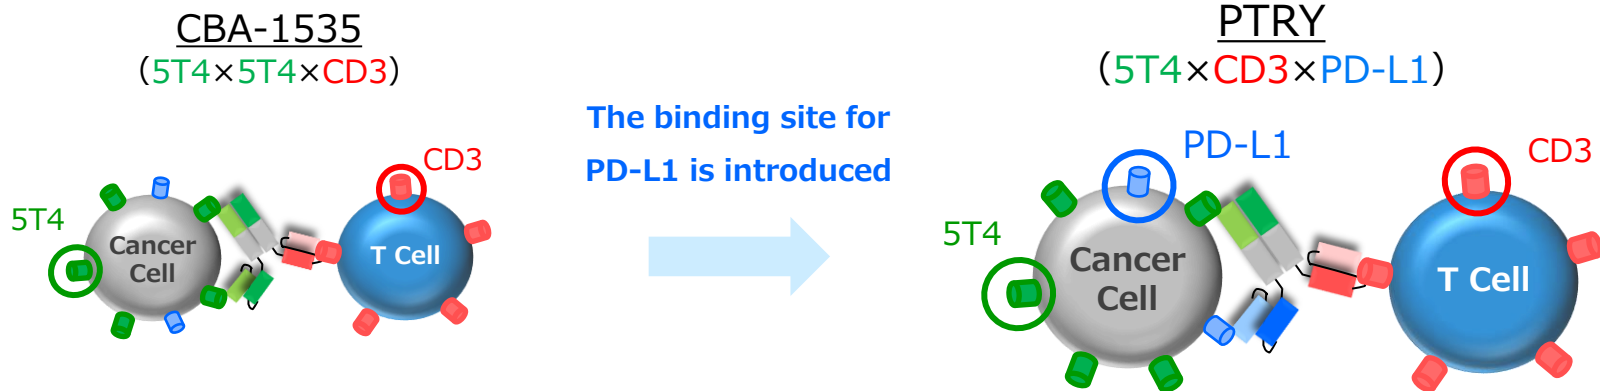 CBA-1535
(5T4×5T4×CD3)
CD3
5T4
Cancer
Cell
T Cell
The binding site for
PD-L1 is introduced
PTRY
(5T4×CD3×PD-L1)
PD-L1
CD3
5T4
Cancer
Cell
T Cell